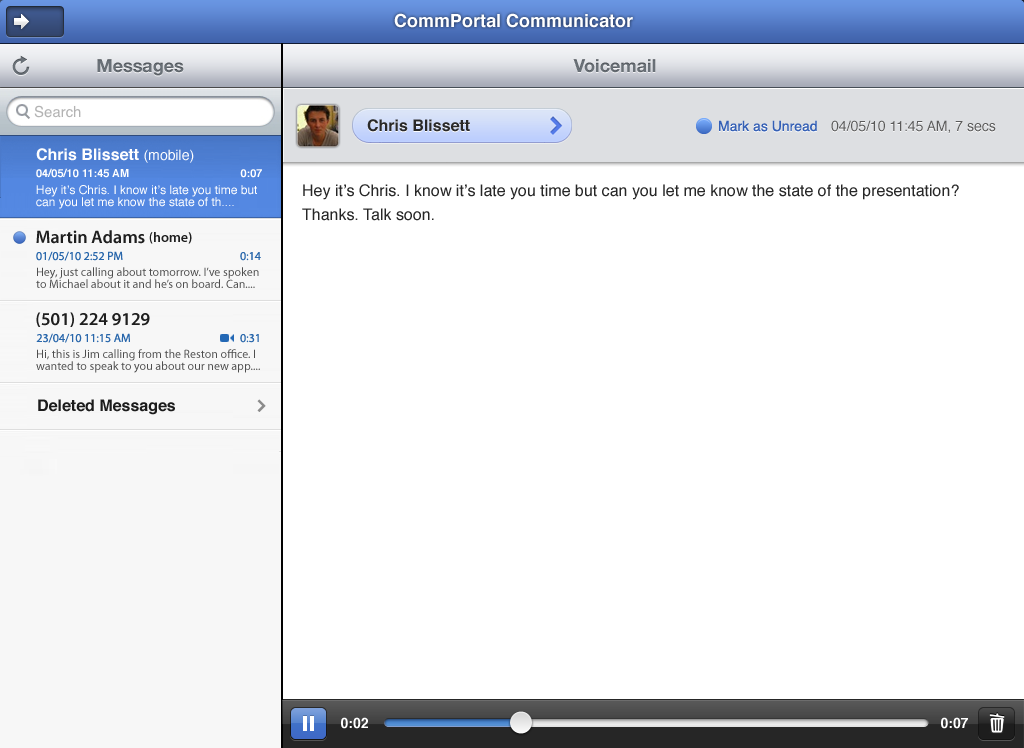 CommPortal Communicator
Messages
Voicemail
Search
Chris Blissett (mobile)
04/05/10 11:45 AM 0:07
Hey it's Chris. I know it's late you time but
can you let me know the state of th....
Martin Adams (home)
01/05/10 2:52 PM 0:14
Hey, just calling about tomorrow. I've spoken
to Michael about it and he's on board. Can....
(501) 224 9129
23/04/10 11:15 AM 0:31
Hi, this is Jim calling from the Reston office. I
wanted to speak to you about our new app....
Deleted Messages
Chris Blissett
Mark as Unread 04/05/10 11:45 AM, 7 secs
Hey it's Chris. I know it's late you time but can you let me know the state of the presentation?
Thanks. Talk soon.
0:02 0:07